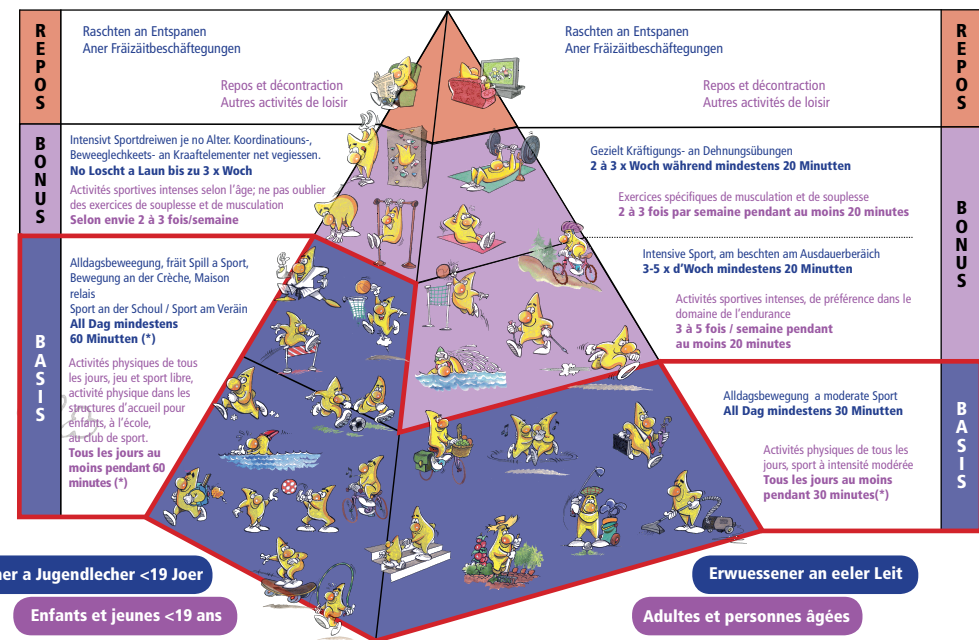 REPOS
Raschten an Entspanen
Aner Fräizäitbeschäftegungen
Repos et décontraction
Autres activités de loisir
BONUS
Intensivt Sportdreiwen je no Alter. Koordinatiouns-,
Beweeglechkeets- an Kraaftelementer net vegiessen.
No Loscht a Laun bis zu 3 x Woch
Activités sportives intenses selon l'âge; ne pas oublier
des exercices de souplesse et de musculation
Selon envie 2 à 3 fois/semaine
BASIS
Alldagsbeweegung, fräit Spill a Sport,
Bewegung an der Crèche, Maison
relais
Sport an der Schoul / Sport am Veräin
All Dag mindestens
60 Minutten (*)
Activités physiques de tous
les jours, jeu et sport libre,
activité physique dans les
structures d'accueil pour
enfants, à l'école,
au club de sport.
Tous les jours au
moins pendant 60
minutes (*)
Raschten an Entspanen
Aner Fräizäitbeschäftegungen
Repos et décontraction
Autres activités de loisir
REPOS
Gezielt Kräftigungs- an Dehnungsübungen
2 à 3 x Woch während mindestens 20 Minutten
Exercices spécifiques de musculation et de souplesse
2 à 3 fois par semaine pendant au moins 20 minutes
Intensive Sport, am beschten am Ausdauerberäich
3-5 x d'Woch mindestens 20 Minutten
Activités sportives intenses, de préférence dans le
domaine de l'endurance
3 à 5 fois / semaine pendant
au moins 20 minutes
BONUS
Alldagsbewegung a moderate Sport
All Dag mindestens 30 Minutten
Activités physiques de tous les
jours, sport à intensité modérée
Tous les jours au moins
pendant 30 minutes(*)
BASIS
a Jugendlecher <19 Joer
Enfants et jeunes <19 ans
Erwuessener an eeler Leit
Adultes et personnes âgées